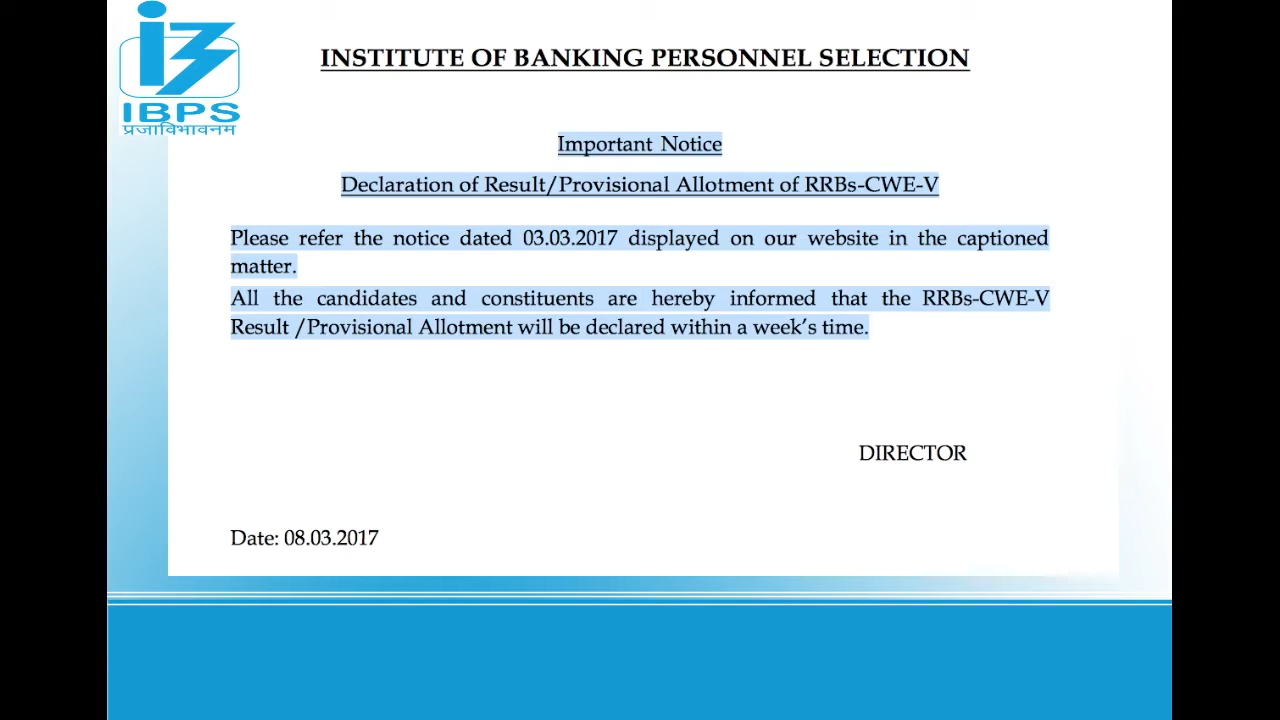 IBPS
प्रजाविभावनम
INSTITUTE OF BANKING PERSONNEL SELECTION
Important Notice
Declaration of Result/Provisional Allotment of RRBs-CWE-V
Please refer the notice dated 03.03.2017 displayed on our website in the captioned
matter.
All the candidates and constituents are hereby informed that the RRBs-CWE-V
Result /Provisional Allotment will be declared within a week’s time.
DIRECTOR
Date: 08.03.2017